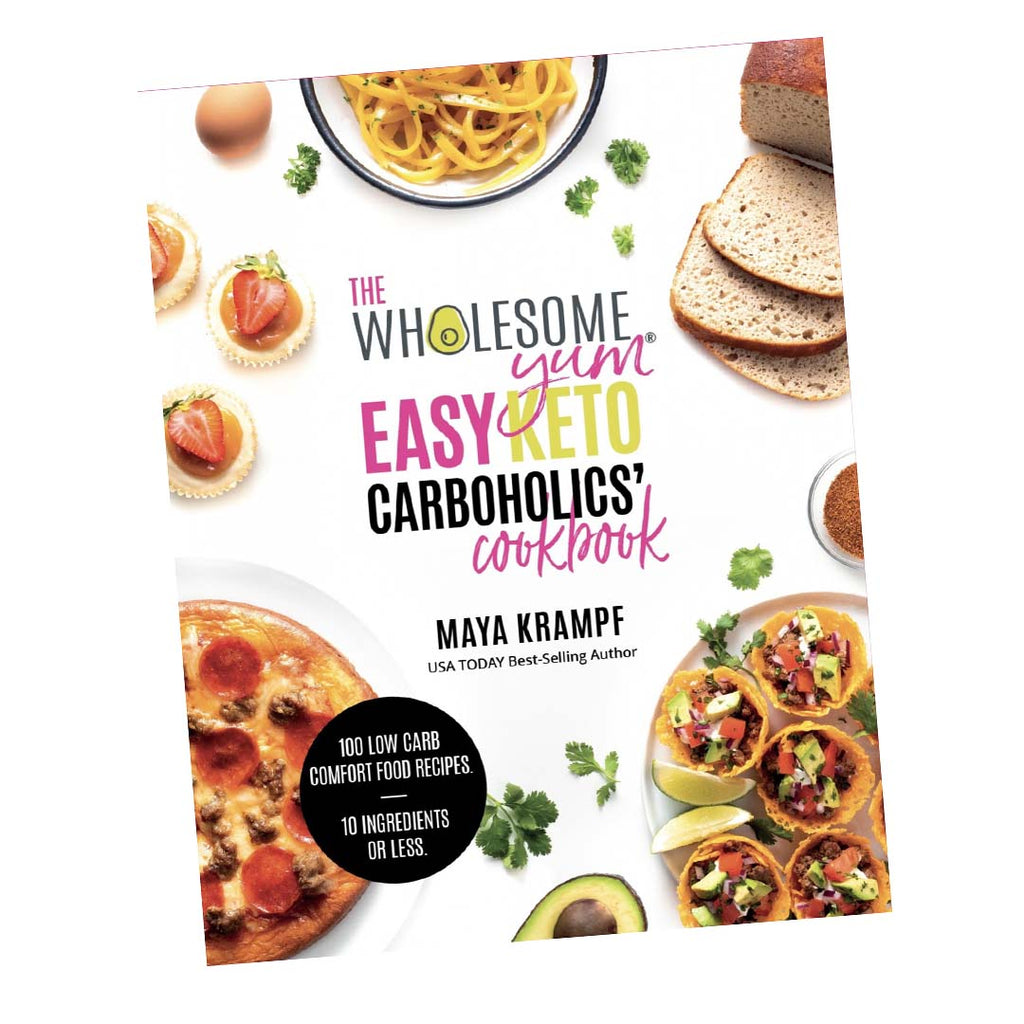 THE
WHOLESOME®
yum
EASY KETO
CARBOHOLICS'
cookbook
MAYA KRAMPF
USA TODAY Best-Selling Author
100 LOW CARB
COMFORT FOOD RECIPES.
10 INGREDIENTS
OR LESS.